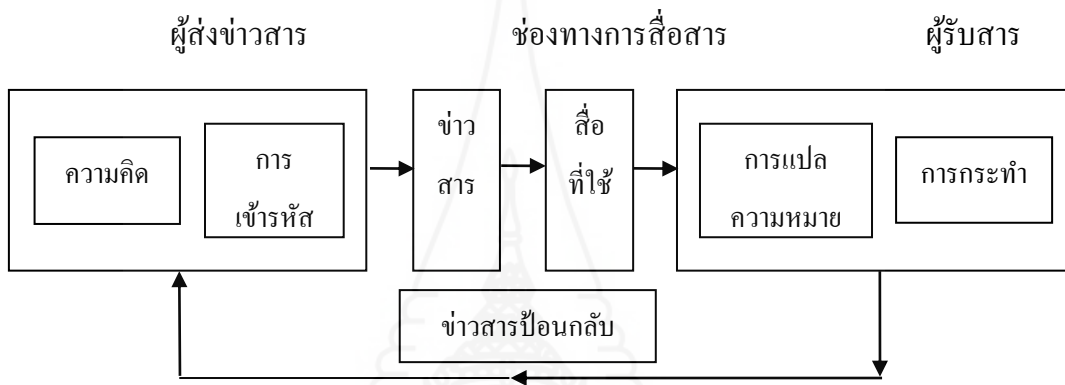 ผู้ส่งข่าวสาร
ช่องทางการสื่อสาร
ผู้รับสาร
ความคิด
การ
เข้ารหัส
ข่าว
สาร
สื่อ
ที่ใช้
การแปล
ความหมาย
การกระทำ
ข่าวสารป้อนกลับ